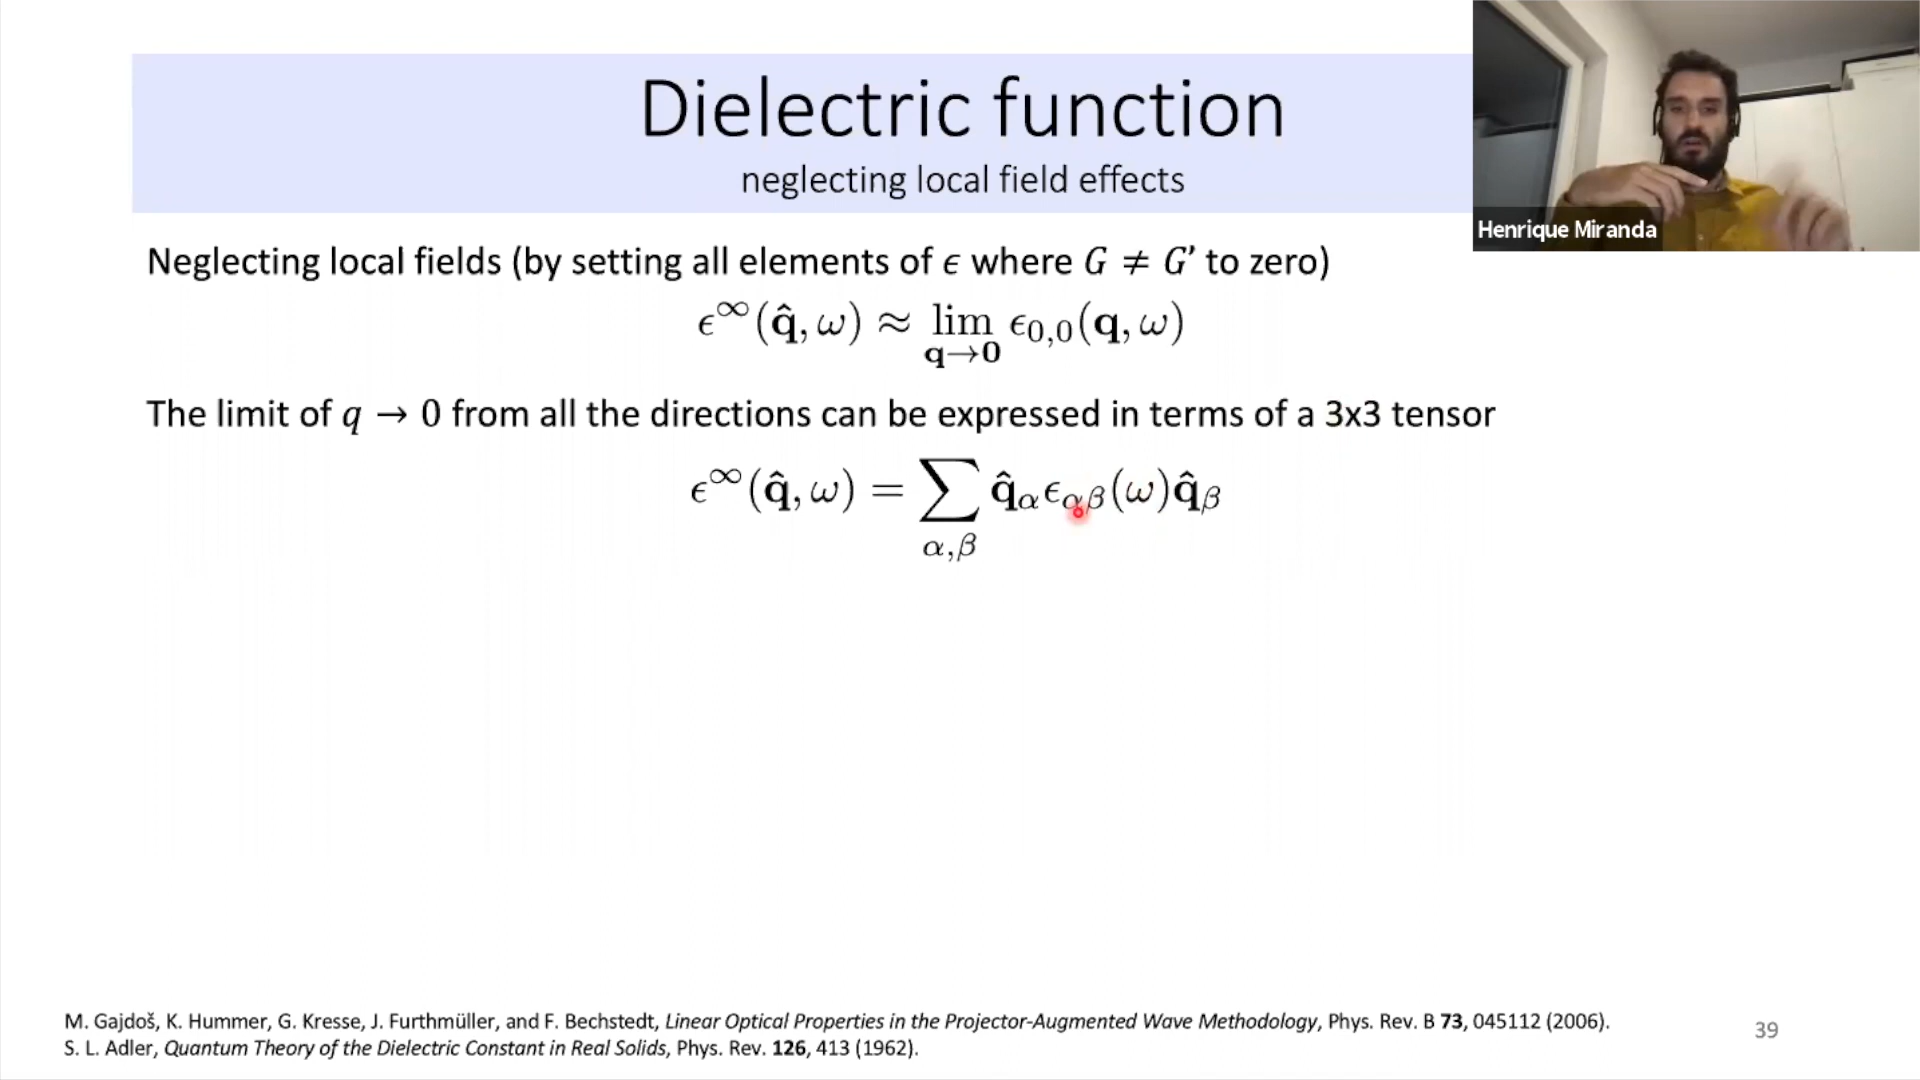 Dielectric function
neglecting local field effects
Henrique Miranda
Neglecting local fields (by setting all elements of ϵ where G ≠ G’ to zero)
ϵ^∞(q̂, ω) ≈ lim_{q→0} ϵ_{0,0}(q, ω)
The limit of q → 0 from all the directions can be expressed in terms of a 3x3 tensor
ϵ^∞(q̂, ω) = ∑_{α,β} q̂_α ϵ_{αβ}(ω) q̂_β
M. Gajdoš, K. Hummer, G. Kresse, J. Furthmüller, and F. Bechstedt, Linear Optical Properties in the Projector-Augmented Wave Methodology, Phys. Rev. B 73, 045112 (2006).
S. L. Adler, Quantum Theory of the Dielectric Constant in Real Solids, Phys. Rev. 126, 413 (1962).
39